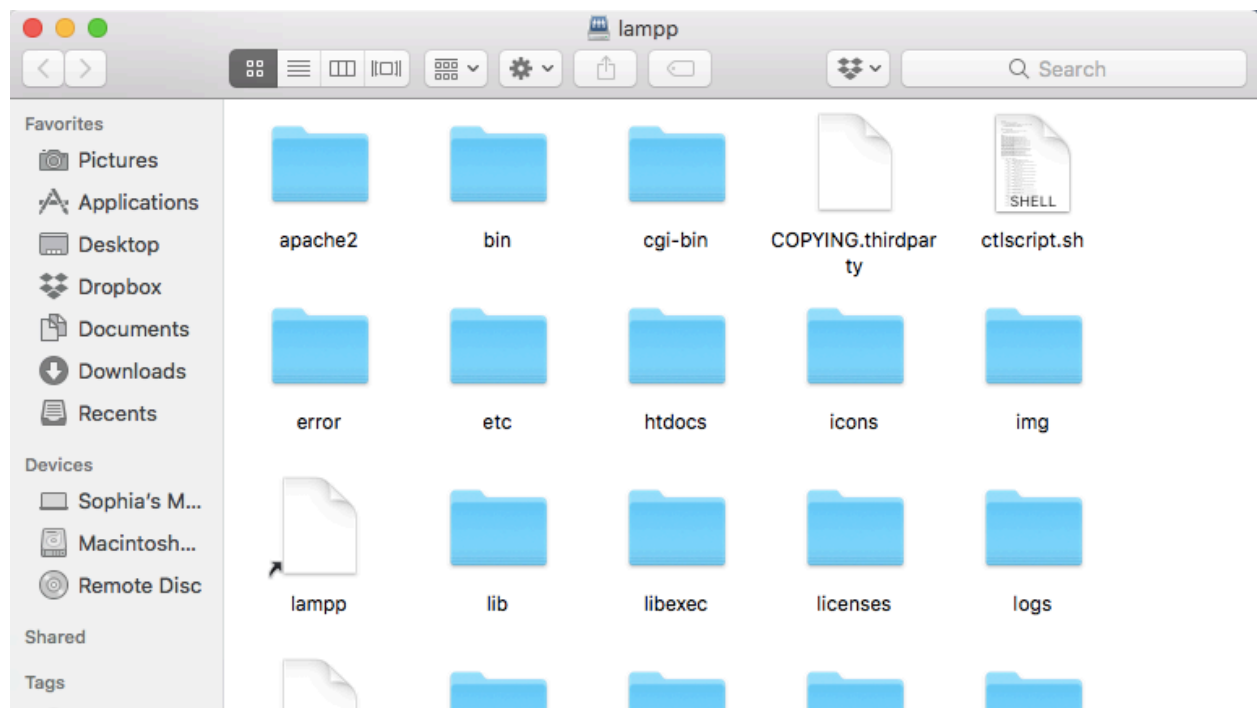 lampp
Search
Favorites
Pictures
Applications
Desktop
Dropbox
Documents
Downloads
Recents
Devices
Sophia's M...
Macintosh...
Remote Disc
Shared
Tags
apache2
bin
cgi-bin
COPYING.thirdpar
ty
SHELL
ctlscript.sh
error
etc
htdocs
icons
img
lampp
lib
libexec
licenses
logs